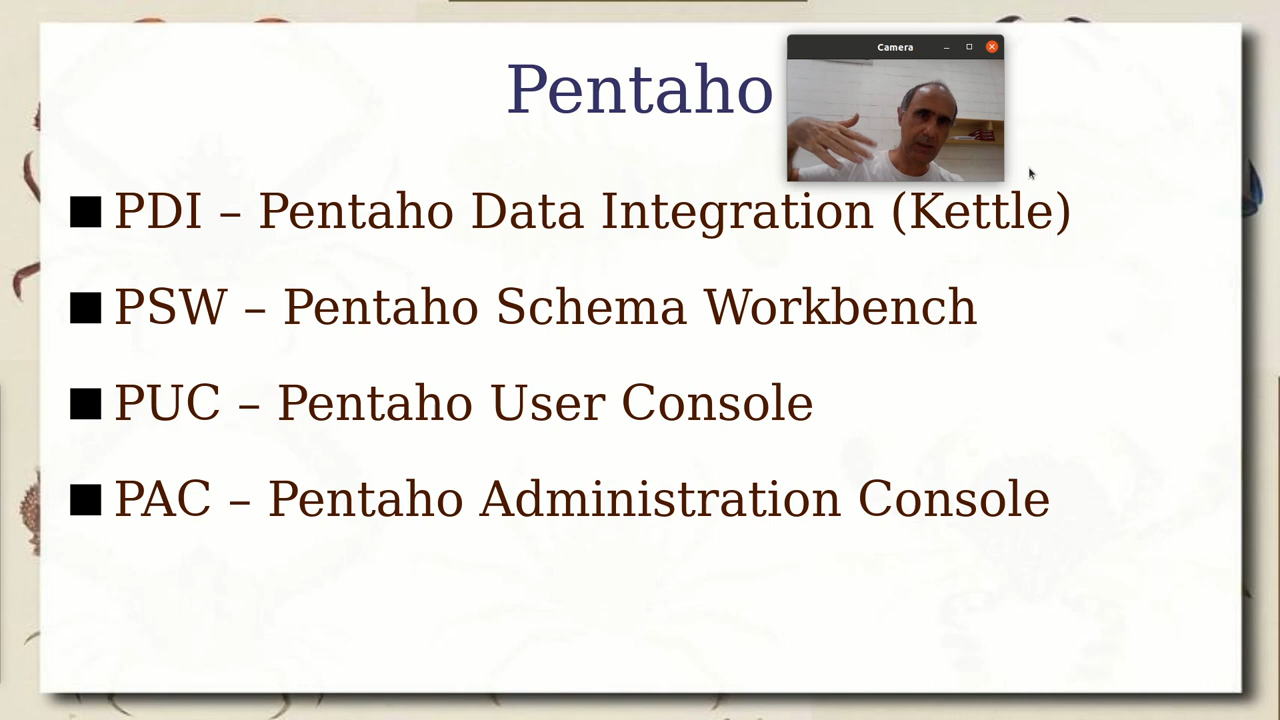 Pentaho
Camera
■ PDI – Pentaho Data Integration (Kettle)
■ PSW – Pentaho Schema Workbench
■ PUC – Pentaho User Console
■ PAC – Pentaho Administration Console